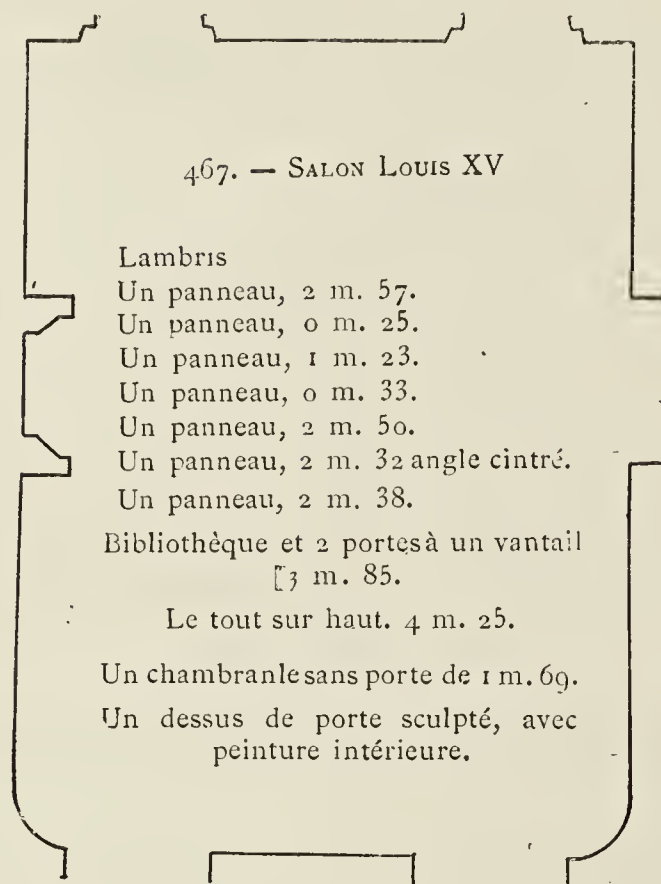 467. — Salon Louis XV
Lambris
Un panneau, 2 m. 57.
Un panneau, 0 m. 25.
Un panneau, 1 m. 23.
Un panneau, 0 m. 33.
Un panneau, 2 m. 50.
Un panneau, 2 m. 32 angle cintré.
Un panneau, 2 m. 38.
Bibliothèque et 2 portes à un vantail
[3 m. 85.
Le tout sur haut. 4 m. 25.
Un chambranle sans porte de 1 m. 69.
Un dessus de porte sculpté, avec
peinture intérieure.